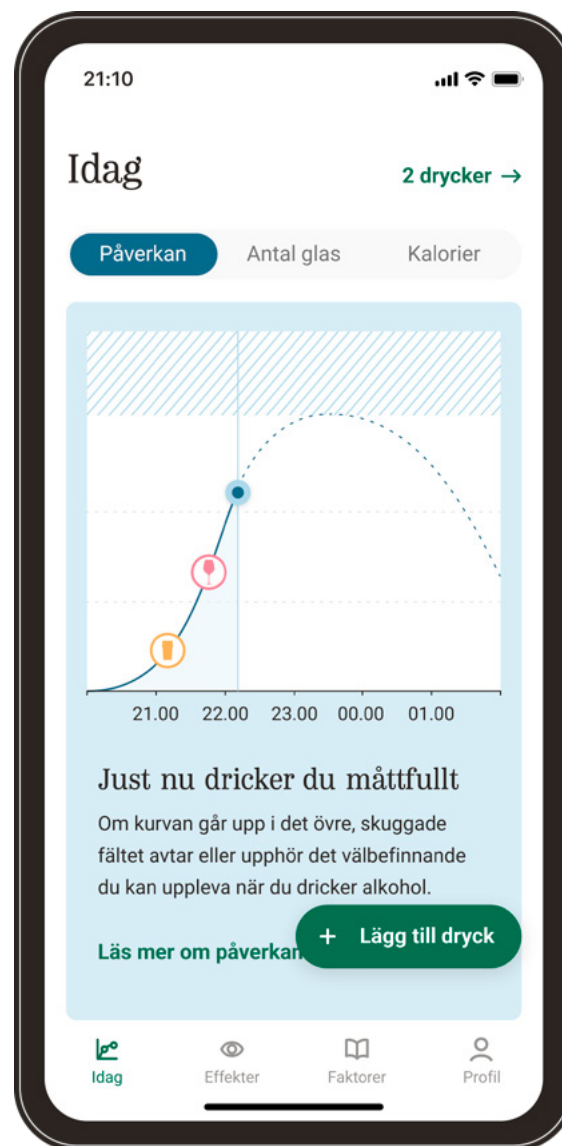 21:10
Idag
2 drycker →
Påverkan Antal glas Kalorier
21.00 22.00 23.00 00.00 01.00
Just nu dricker du måttfullt
Om kurvan går upp i det övre, skuggade
fältet avtar eller upphör det välbefinnande
du kan uppleva när du dricker alkohol.
+ Lägg till dryck
Läs mer om påverkan
Idag Effekter Faktorer Profil